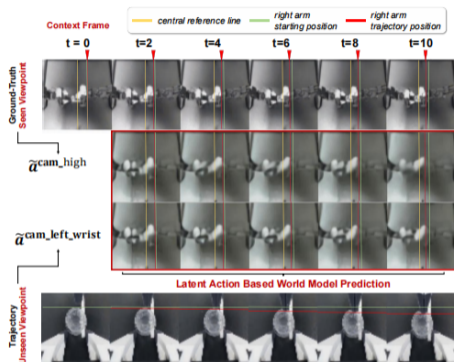 central reference line
right arm
starting position
right arm
trajectory position
Context Frame
t = 0
t=2
t=4
t=6
t=8
t=10
Ground-Truth
Seen Viewpoint
ã^cam_high
ã^cam_left_wrist
Latent Action Based World Model Prediction
Trajectory
Unseen Viewpoint